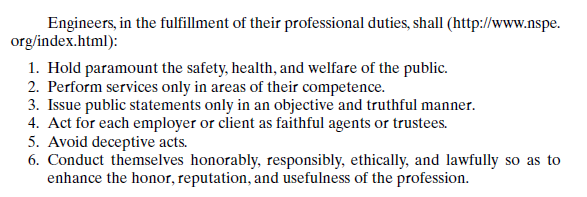 Engineers, in the fulfillment of their professional duties, shall (http://www.nspe.
org/index.html):
1. Hold paramount the safety, health, and welfare of the public.
2. Perform services only in areas of their competence.
3. Issue public statements only in an objective and truthful manner.
4. Act for each employer or client as faithful agents or trustees.
5. Avoid deceptive acts.
6. Conduct themselves honorably, responsibly, ethically, and lawfully so as to
enhance the honor, reputation, and usefulness of the profession.